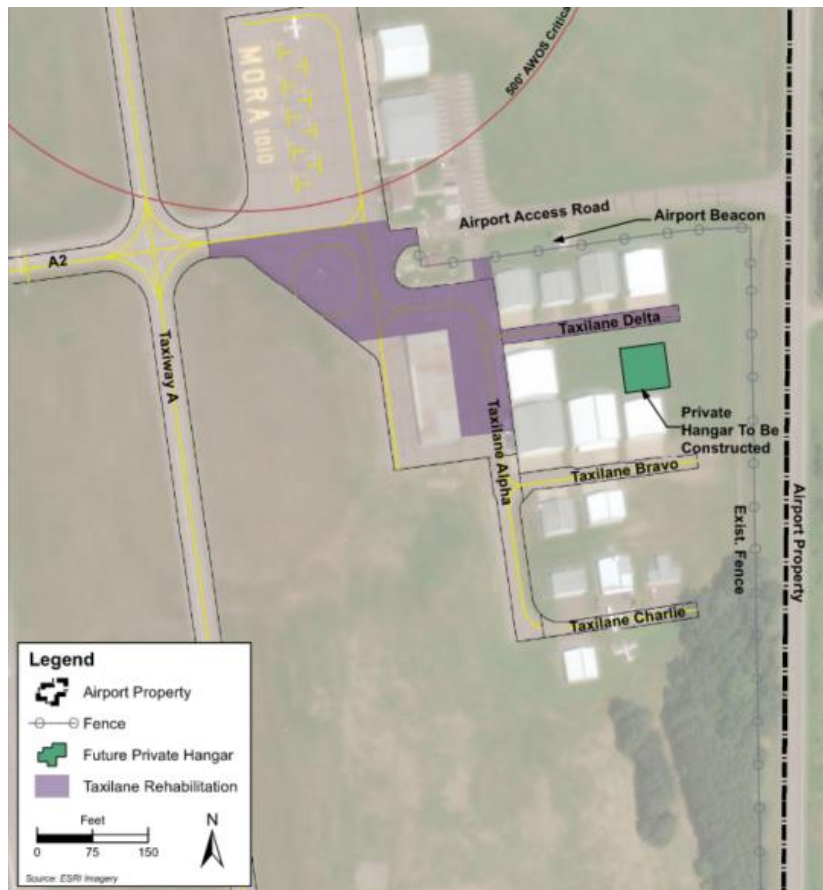 500' AWOS Critica
MORA
1010
Airport Access Road
Airport Beacon
A2
Taxiway A
Taxilane Delta
Private
Hangar To Be
Constructed
Taxilane Alpha
Taxilane Bravo
Exist. Fence
Airport Property
Taxilane Charlie
Legend
Airport Property
Fence
Future Private Hangar
Taxilane Rehabilitation
Feet
0 75 150
N
Source: ESRI Imagery